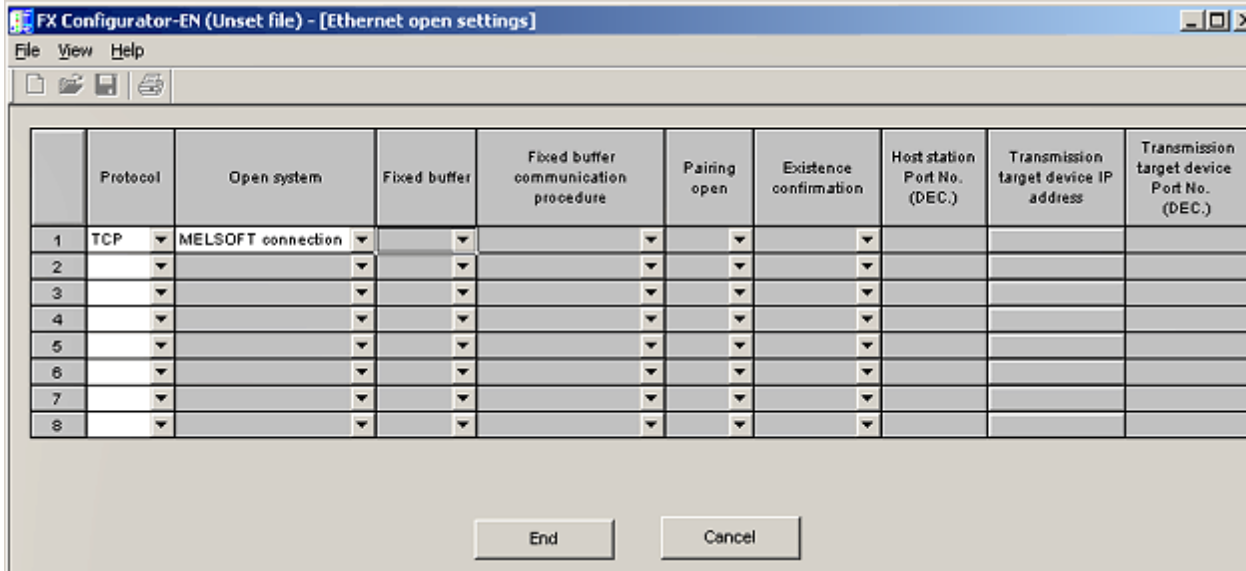 FX Configurator-EN (Unset file) - [Ethernet open settings]
File View Help
Protocol
Open system
Fixed buffer
Fixed buffer
communication
procedure
Pairing
open
Existence
confirmation
Host station
Port No.
(DEC.)
Transmission
target device IP
address
Transmission
target device
Port No.
(DEC.)
1 TCP MELSOFT connection
2
3
4
5
6
7
8
End Cancel